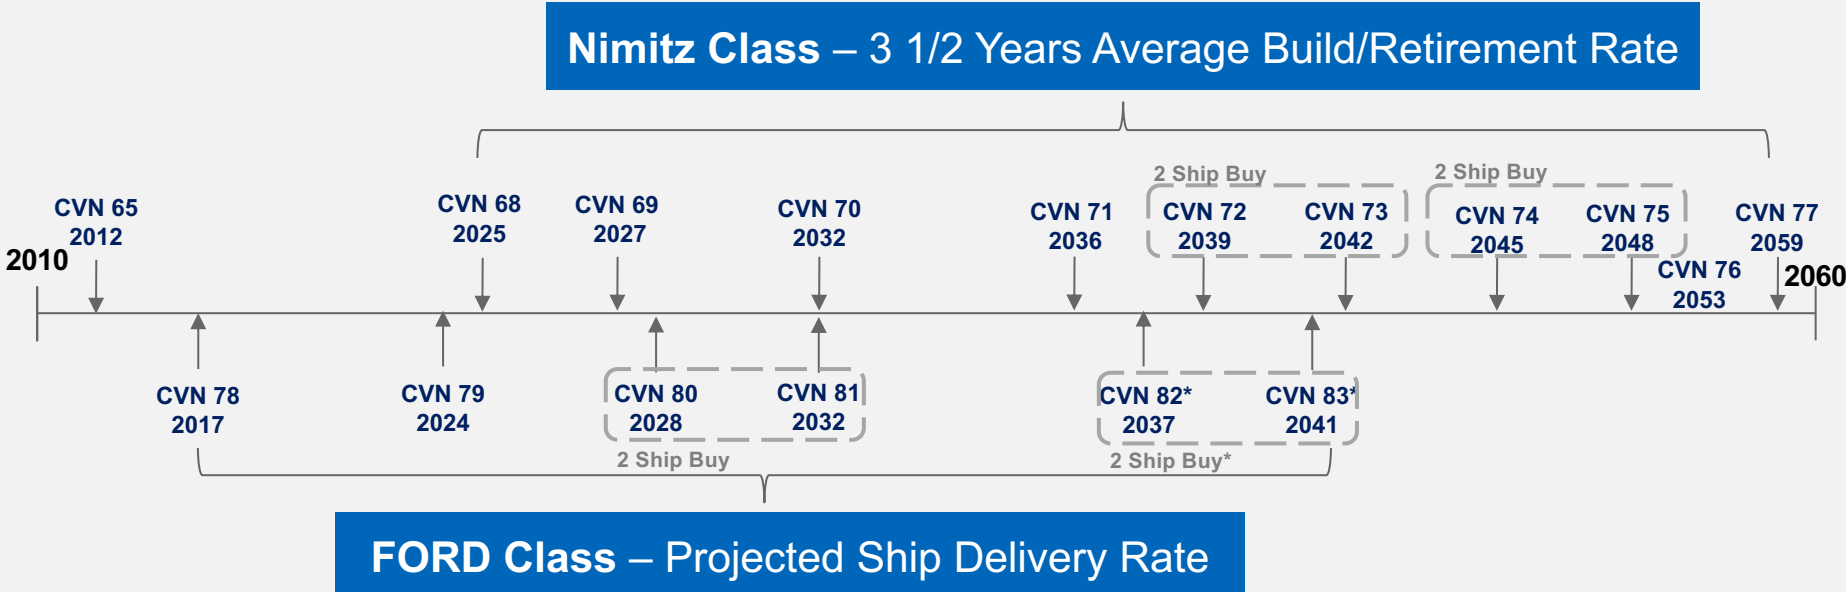 Nimitz Class – 3 1/2 Years Average Build/Retirement Rate
2 Ship Buy
2 Ship Buy
CVN 65
2012
CVN 68
2025
CVN 69
2027
CVN 70
2032
CVN 71
2036
CVN 72
2039
CVN 73
2042
CVN 74
2045
CVN 75
2048
CVN 76
2053
CVN 77
2059
2010
2060
CVN 78
2017
CVN 79
2024
CVN 80
2028
CVN 81
2032
CVN 82*
2037
CVN 83*
2041
2 Ship Buy
2 Ship Buy*
FORD Class – Projected Ship Delivery Rate